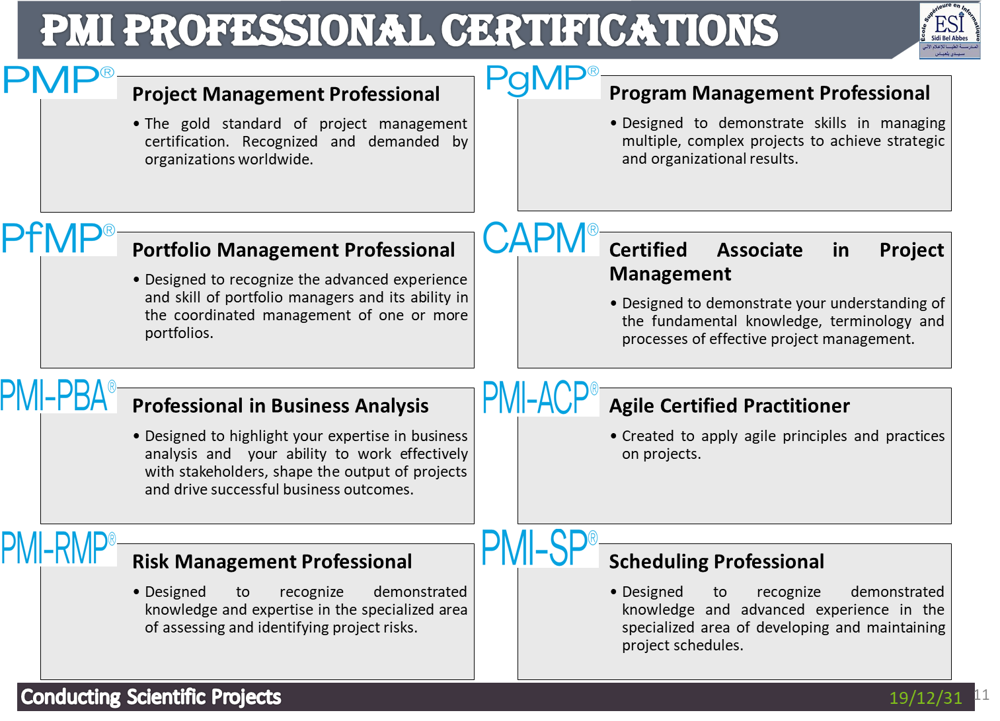 PMI PROFESSIONAL CERTIFICATIONS
Ecole Supérieure en Informatique
ESI
Sidi Bel Abbes
المدرسة العليا للإعلام الآلي
سيدي بلعباس
PMP®
Project Management Professional
• The gold standard of project management
certification. Recognized and demanded by
organizations worldwide.
PgMP®
Program Management Professional
• Designed to demonstrate skills in managing
multiple, complex projects to achieve strategic
and organizational results.
PfMP®
Portfolio Management Professional
• Designed to recognize the advanced experience
and skill of portfolio managers and its ability in
the coordinated management of one or more
portfolios.
CAPM®
Certified Associate in Project
Management
• Designed to demonstrate your understanding of
the fundamental knowledge, terminology and
processes of effective project management.
PMI-PBA®
Professional in Business Analysis
• Designed to highlight your expertise in business
analysis and your ability to work effectively
with stakeholders, shape the output of projects
and drive successful business outcomes.
PMI-ACP®
Agile Certified Practitioner
• Created to apply agile principles and practices
on projects.
PMI-RMP®
Risk Management Professional
• Designed to recognize demonstrated
knowledge and expertise in the specialized area
of assessing and identifying project risks.
PMI-SP®
Scheduling Professional
• Designed to recognize demonstrated
knowledge and advanced experience in the
specialized area of developing and maintaining
project schedules.
Conducting Scientific Projects
19/12/31
11